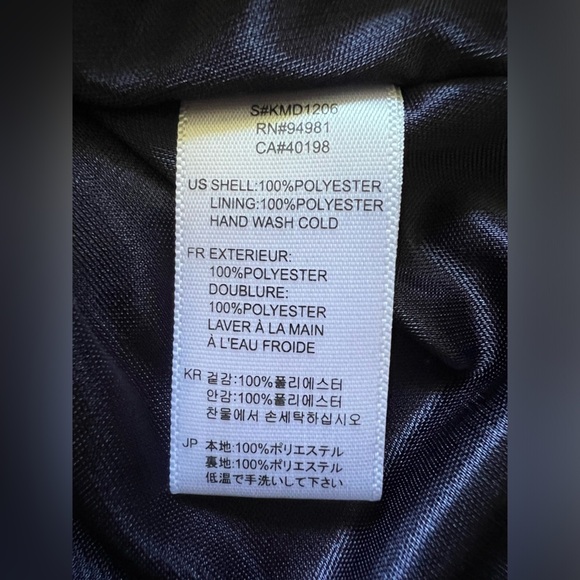 S#KMD1206
RN#94981
CA#40198
US SHELL:100%POLYESTER
LINING:100%POLYESTER
HAND WASH COLD
FR EXTERIEUR:
100%POLYESTER
DOUBLURE:
100%POLYESTER
LAVER À LA MAIN
À L'EAU FROIDE
KR 겉감:100%폴리에스터
안감:100%폴리에스터
찬물에서 손세탁하십시오
JP 本地:100%ポリエステル
裏地:100%ポリエステル
低温で手洗いして下さい